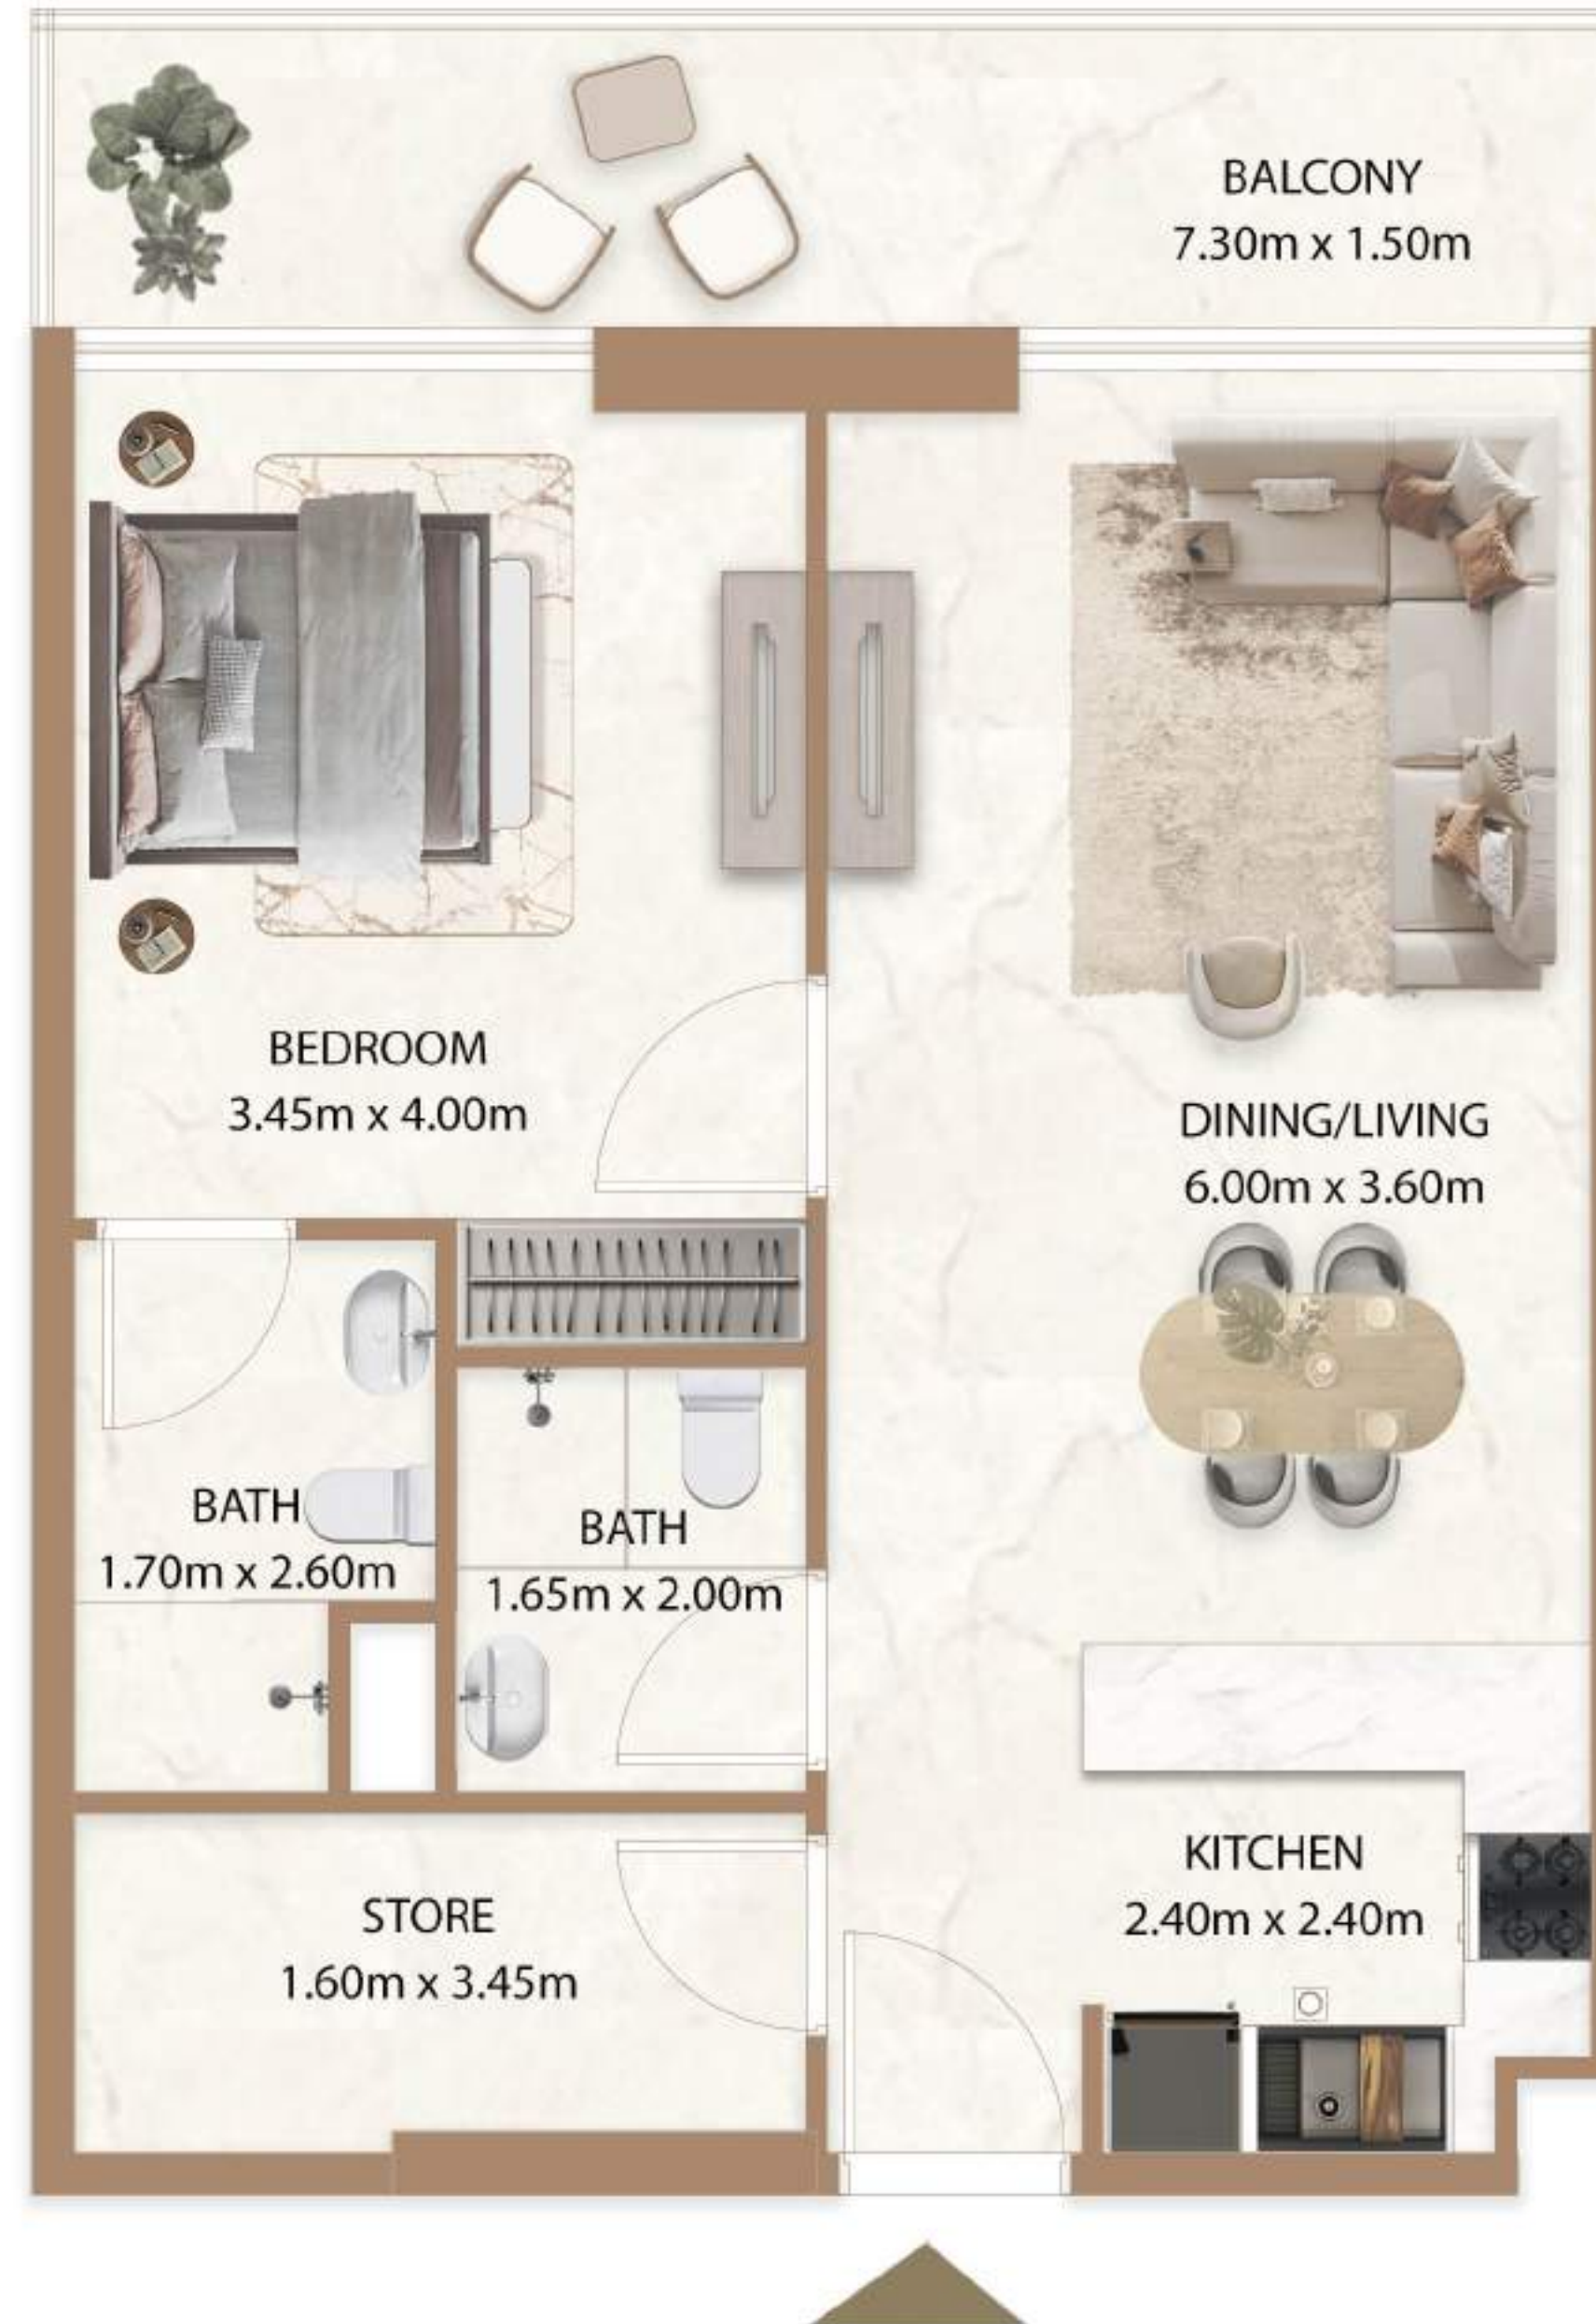 BALCONY
7.30m x 1.50m
BEDROOM
3.45m x 4.00m
DINING/LIVING
6.00m x 3.60m
BATH
1.70m x 2.60m
BATH
1.65m x 2.00m
KITCHEN
2.40m x 2.40m
STORE
1.60m x 3.45m